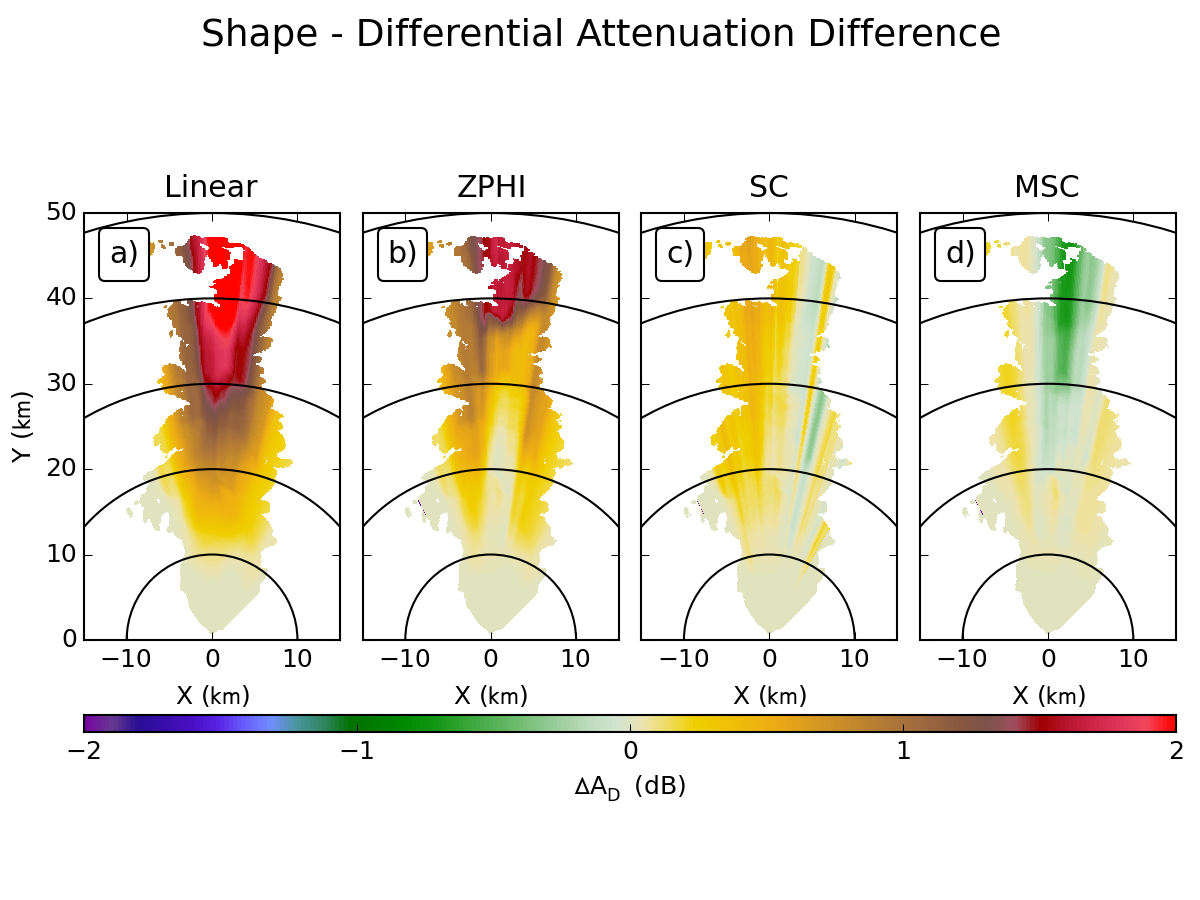 Shape - Differential Attenuation Difference
Linear ZPHI SC MSC
a) b) c) d)
50
40
30
20
10
0
Y (km)
−10 0 10 −10 0 10 −10 0 10 −10 0 10
X (km) X (km) X (km) X (km)
−2 −1 0 1 2
ΔA_D (dB)